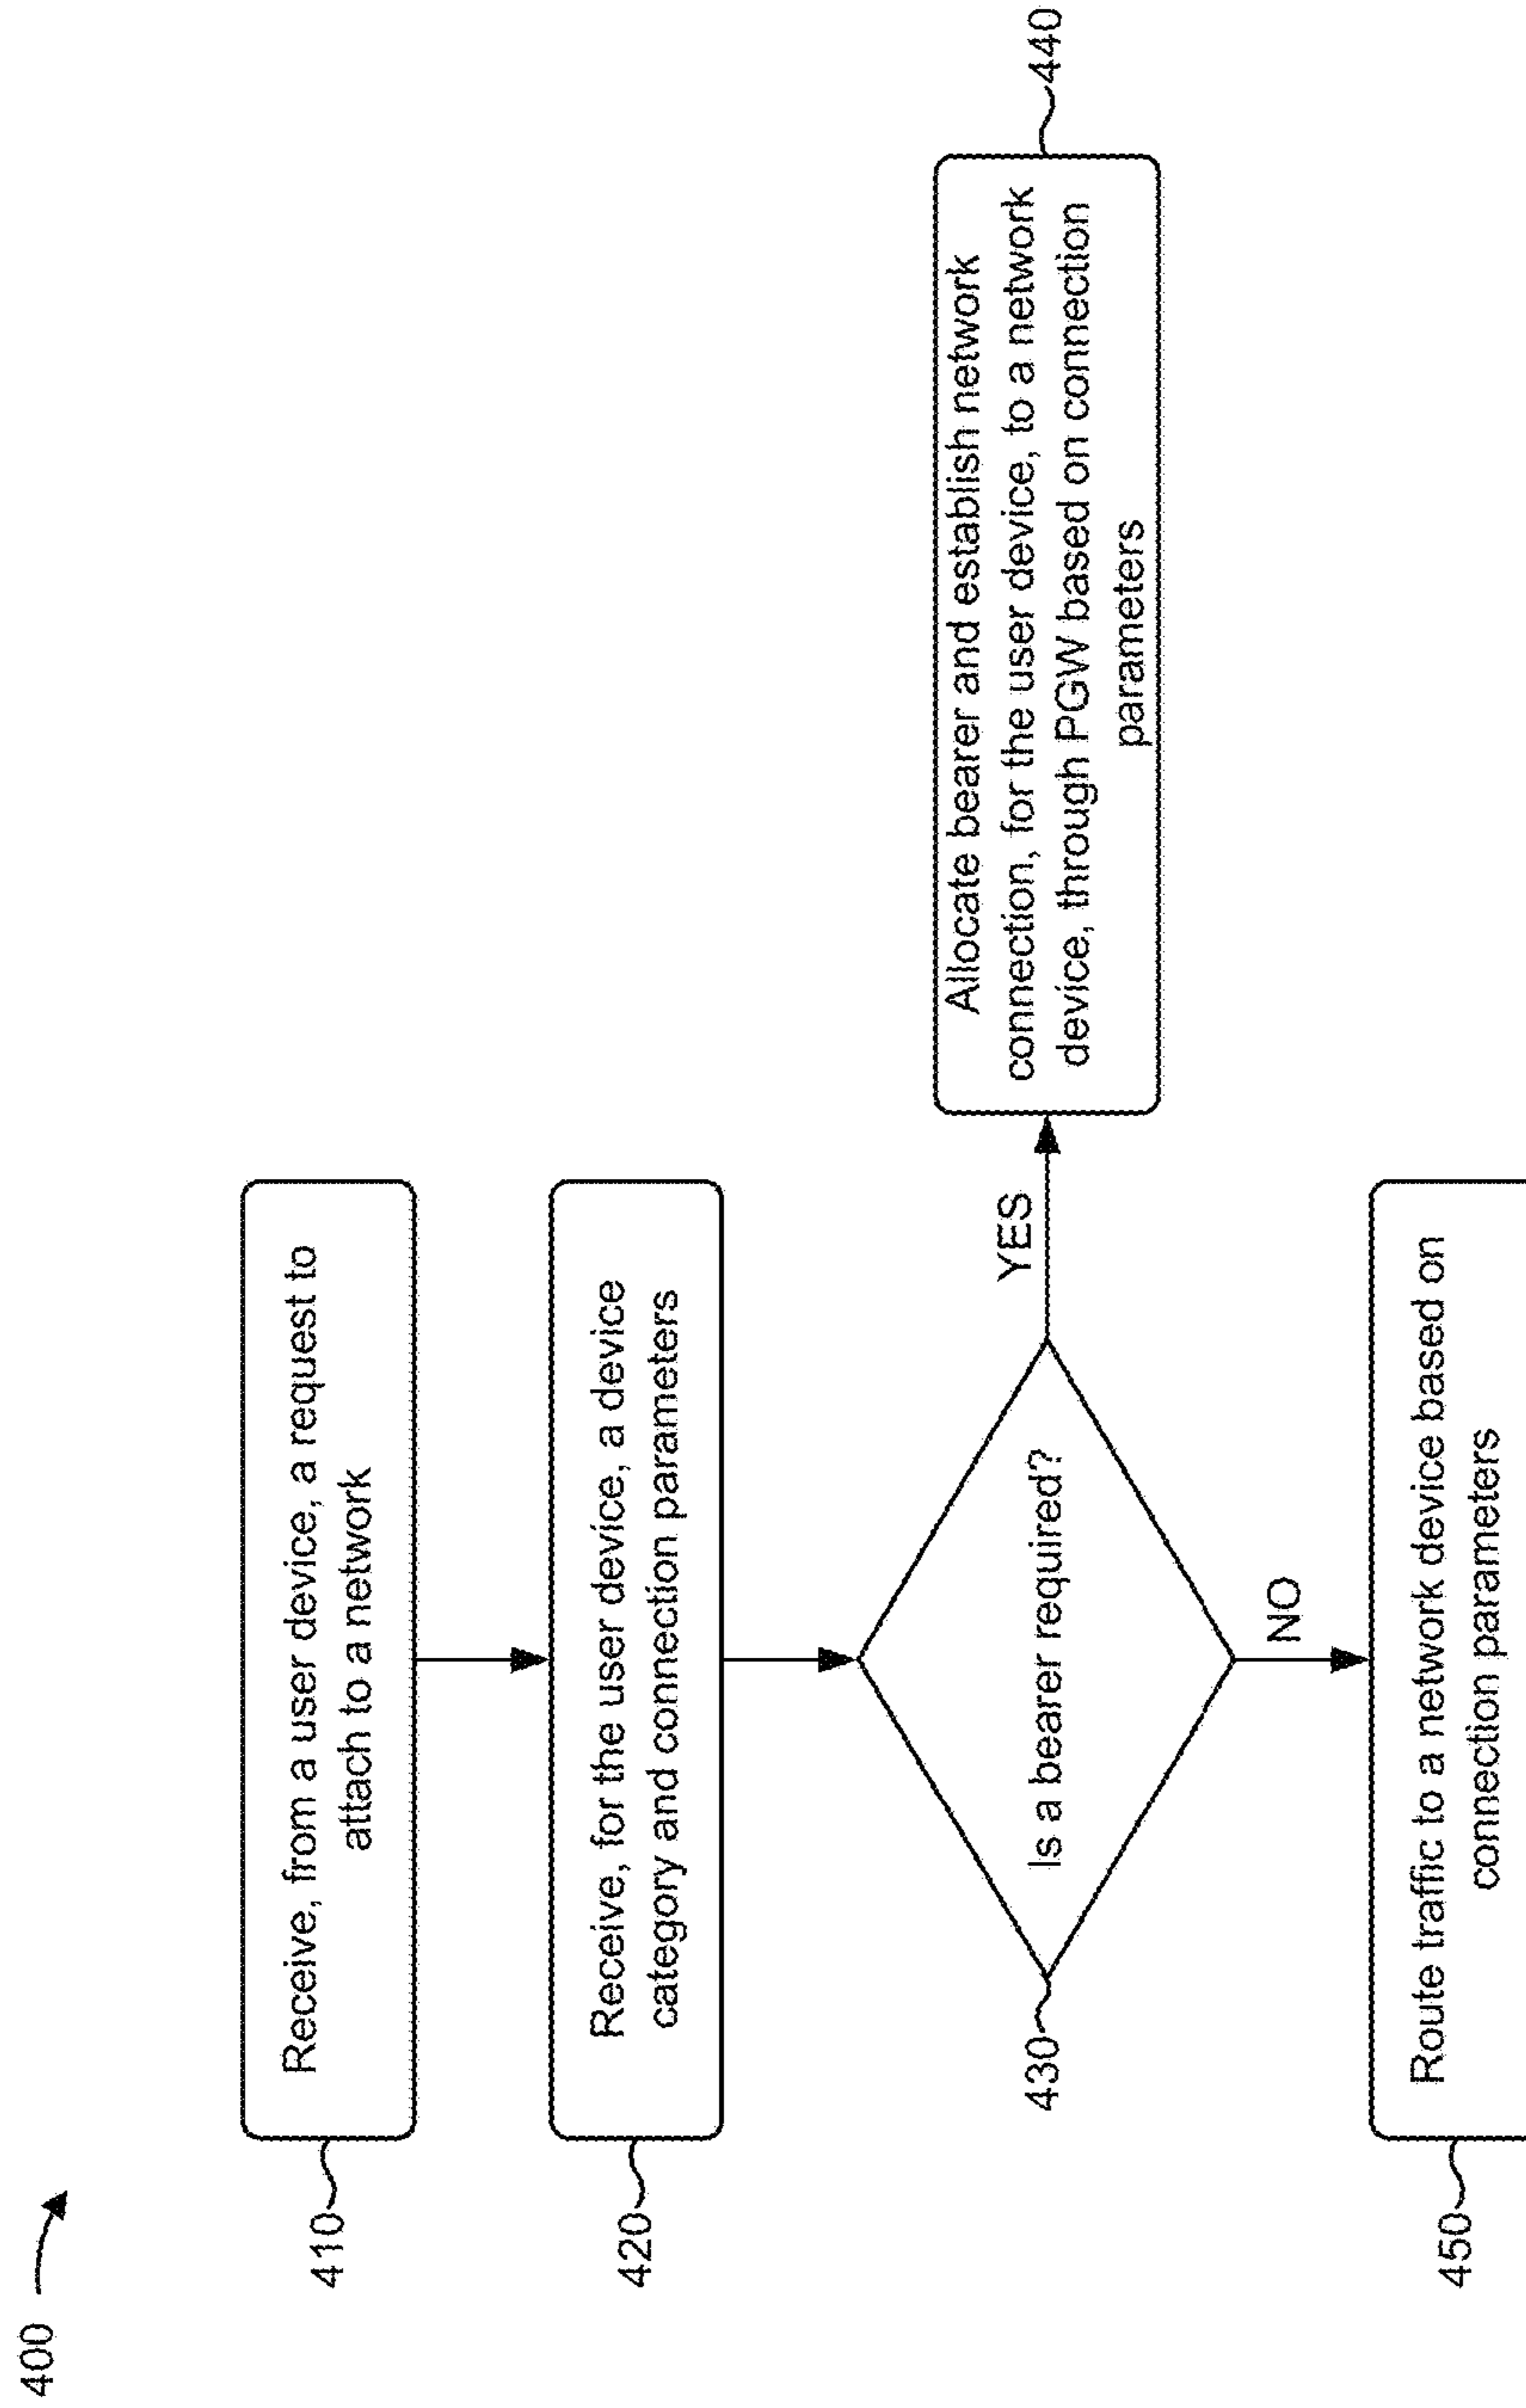 400
410
Receive, from a user device, a request to
attach to a network
420
Receive, for the user device, a device
category and connection parameters
430
Is a bearer required?
YES
Allocate bearer and establish network
connection, for the user device, to a network
device, through PGW based on connection
parameters
440
NO
450
Route traffic to a network device based on
connection parameters